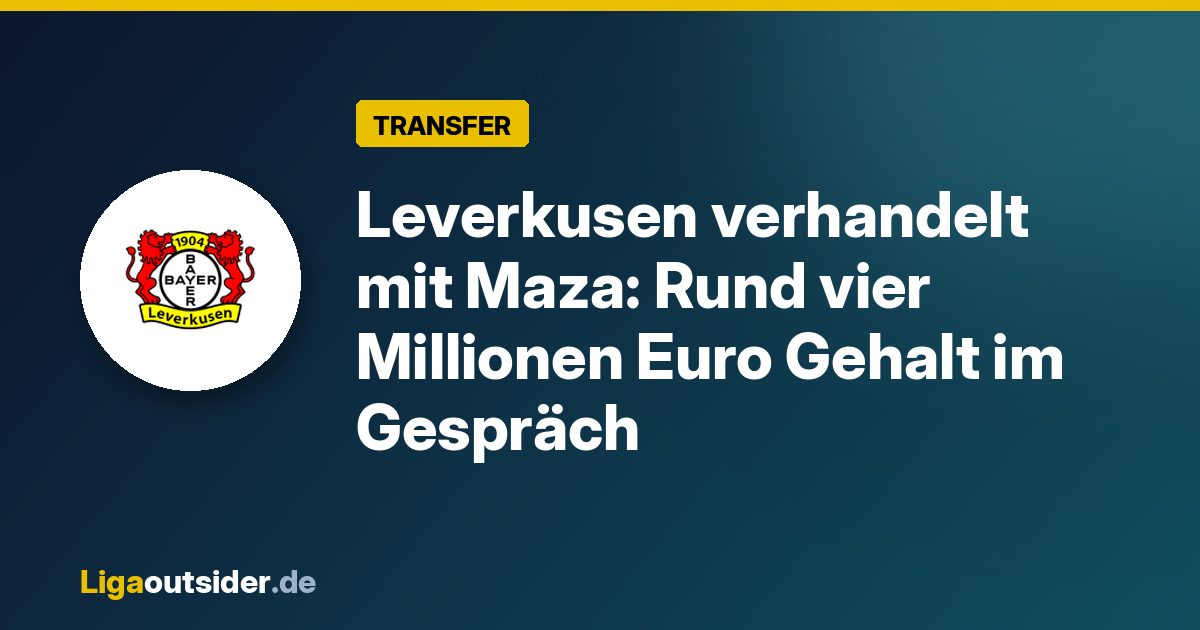 TRANSFER
Leverkusen verhandelt
mit Maza: Rund vier
Millionen Euro Gehalt im
Gespräch
1904
BAYER
BAYER
Leverkusen
Ligaoutsider.de